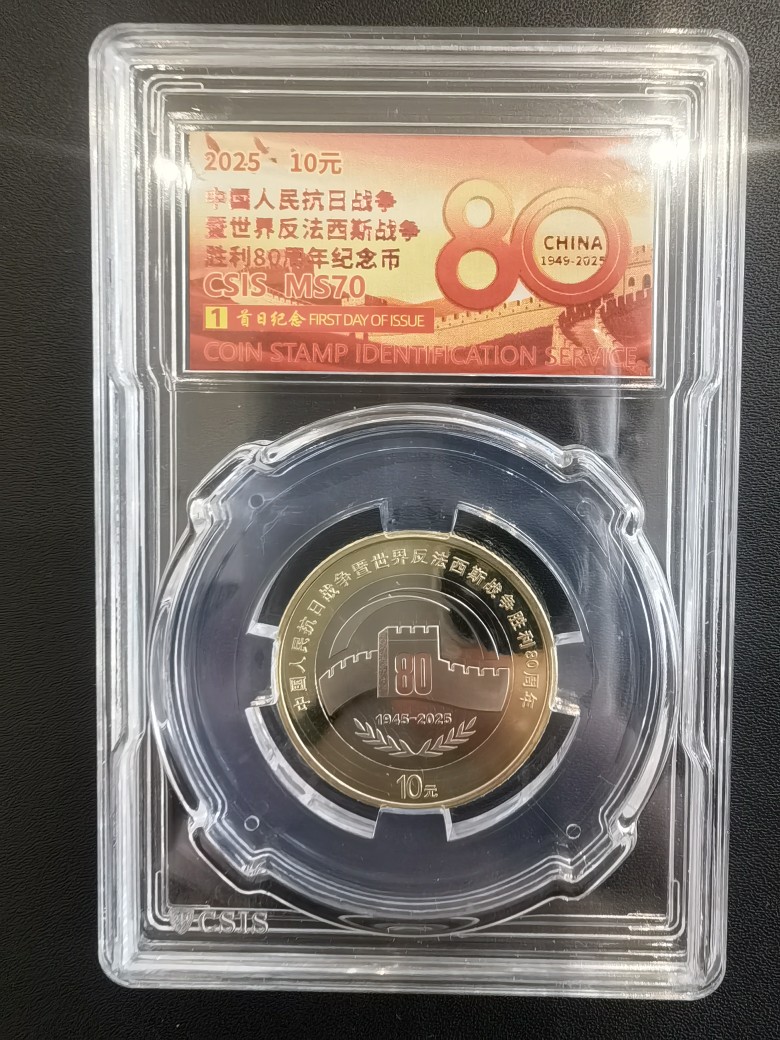 2025 · 10元
中国人民抗日战争
暨世界反法西斯战争
胜利80周年纪念币
CSIS MS70
1 首日纪念 FIRST DAY OF ISSUE
COIN STAMP IDENTIFICATION SERVICE
80
CHINA
1949-2025
中國人民抗日战争暨世界反法西斯战争胜利80周年
80
1945-2025
10元
CSIS